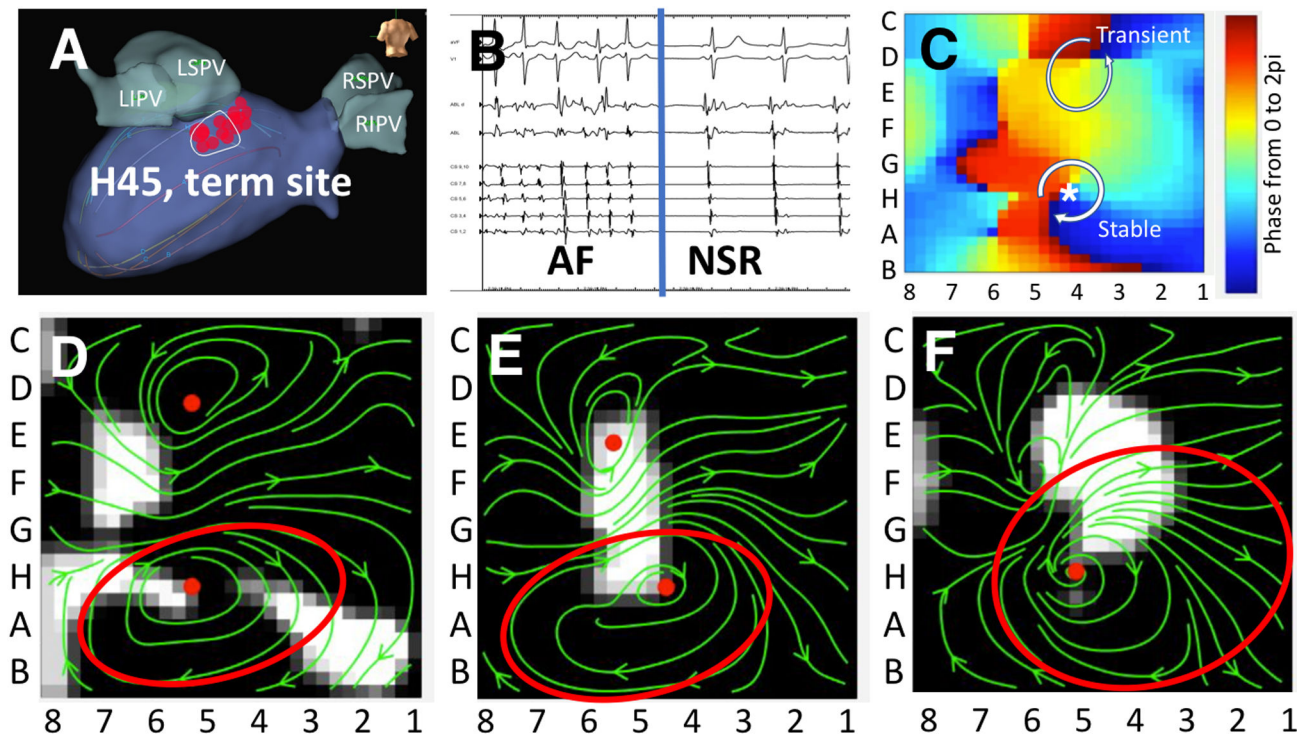 A
LSPV
LIPV
RSPV
RIPV
H45, term site
B
aVF
V1
ABL d
ABL
CS 9,10
CS 7,8
CS 5,6
CS 3,4
CS 1,2
AF NSR
C
C
D
E
F
G
H
A
B
8 7 6 5 4 3 2 1
Transient
*
Stable
Phase from 0 to 2pi
D
C
D
E
F
G
H
A
B
8 7 6 5 4 3 2 1
E
C
D
E
F
G
H
A
B
8 7 6 5 4 3 2 1
F
C
D
E
F
G
H
A
B
8 7 6 5 4 3 2 1